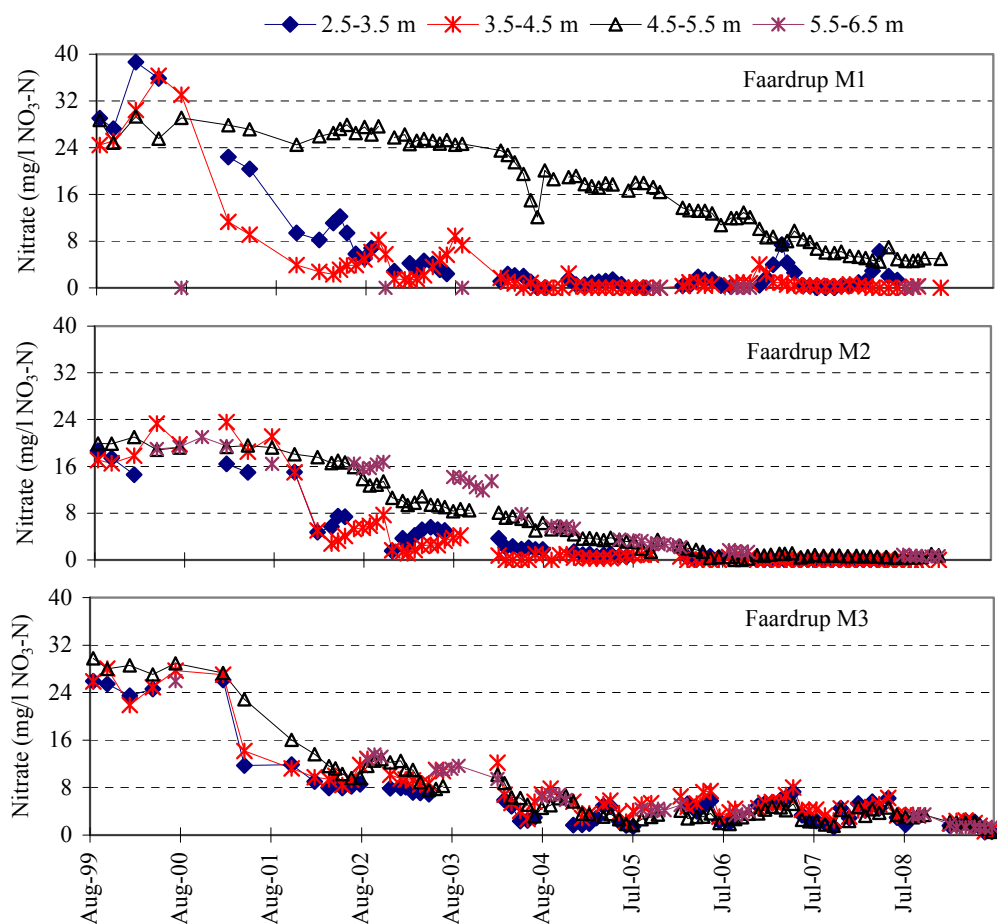 2.5-3.5 m 3.5-4.5 m 4.5-5.5 m 5.5-6.5 m
Nitrate (mg/l NO₃-N)
40
32
24
16
8
0
Faardrup M1
Nitrate (mg/l NO₃-N)
40
32
24
16
8
0
Faardrup M2
Nitrate (mg/l NO₃-N)
40
32
24
16
8
0
Faardrup M3
Aug-99
Aug-00
Aug-01
Aug-02
Aug-03
Aug-04
Jul-05
Jul-06
Jul-07
Jul-08